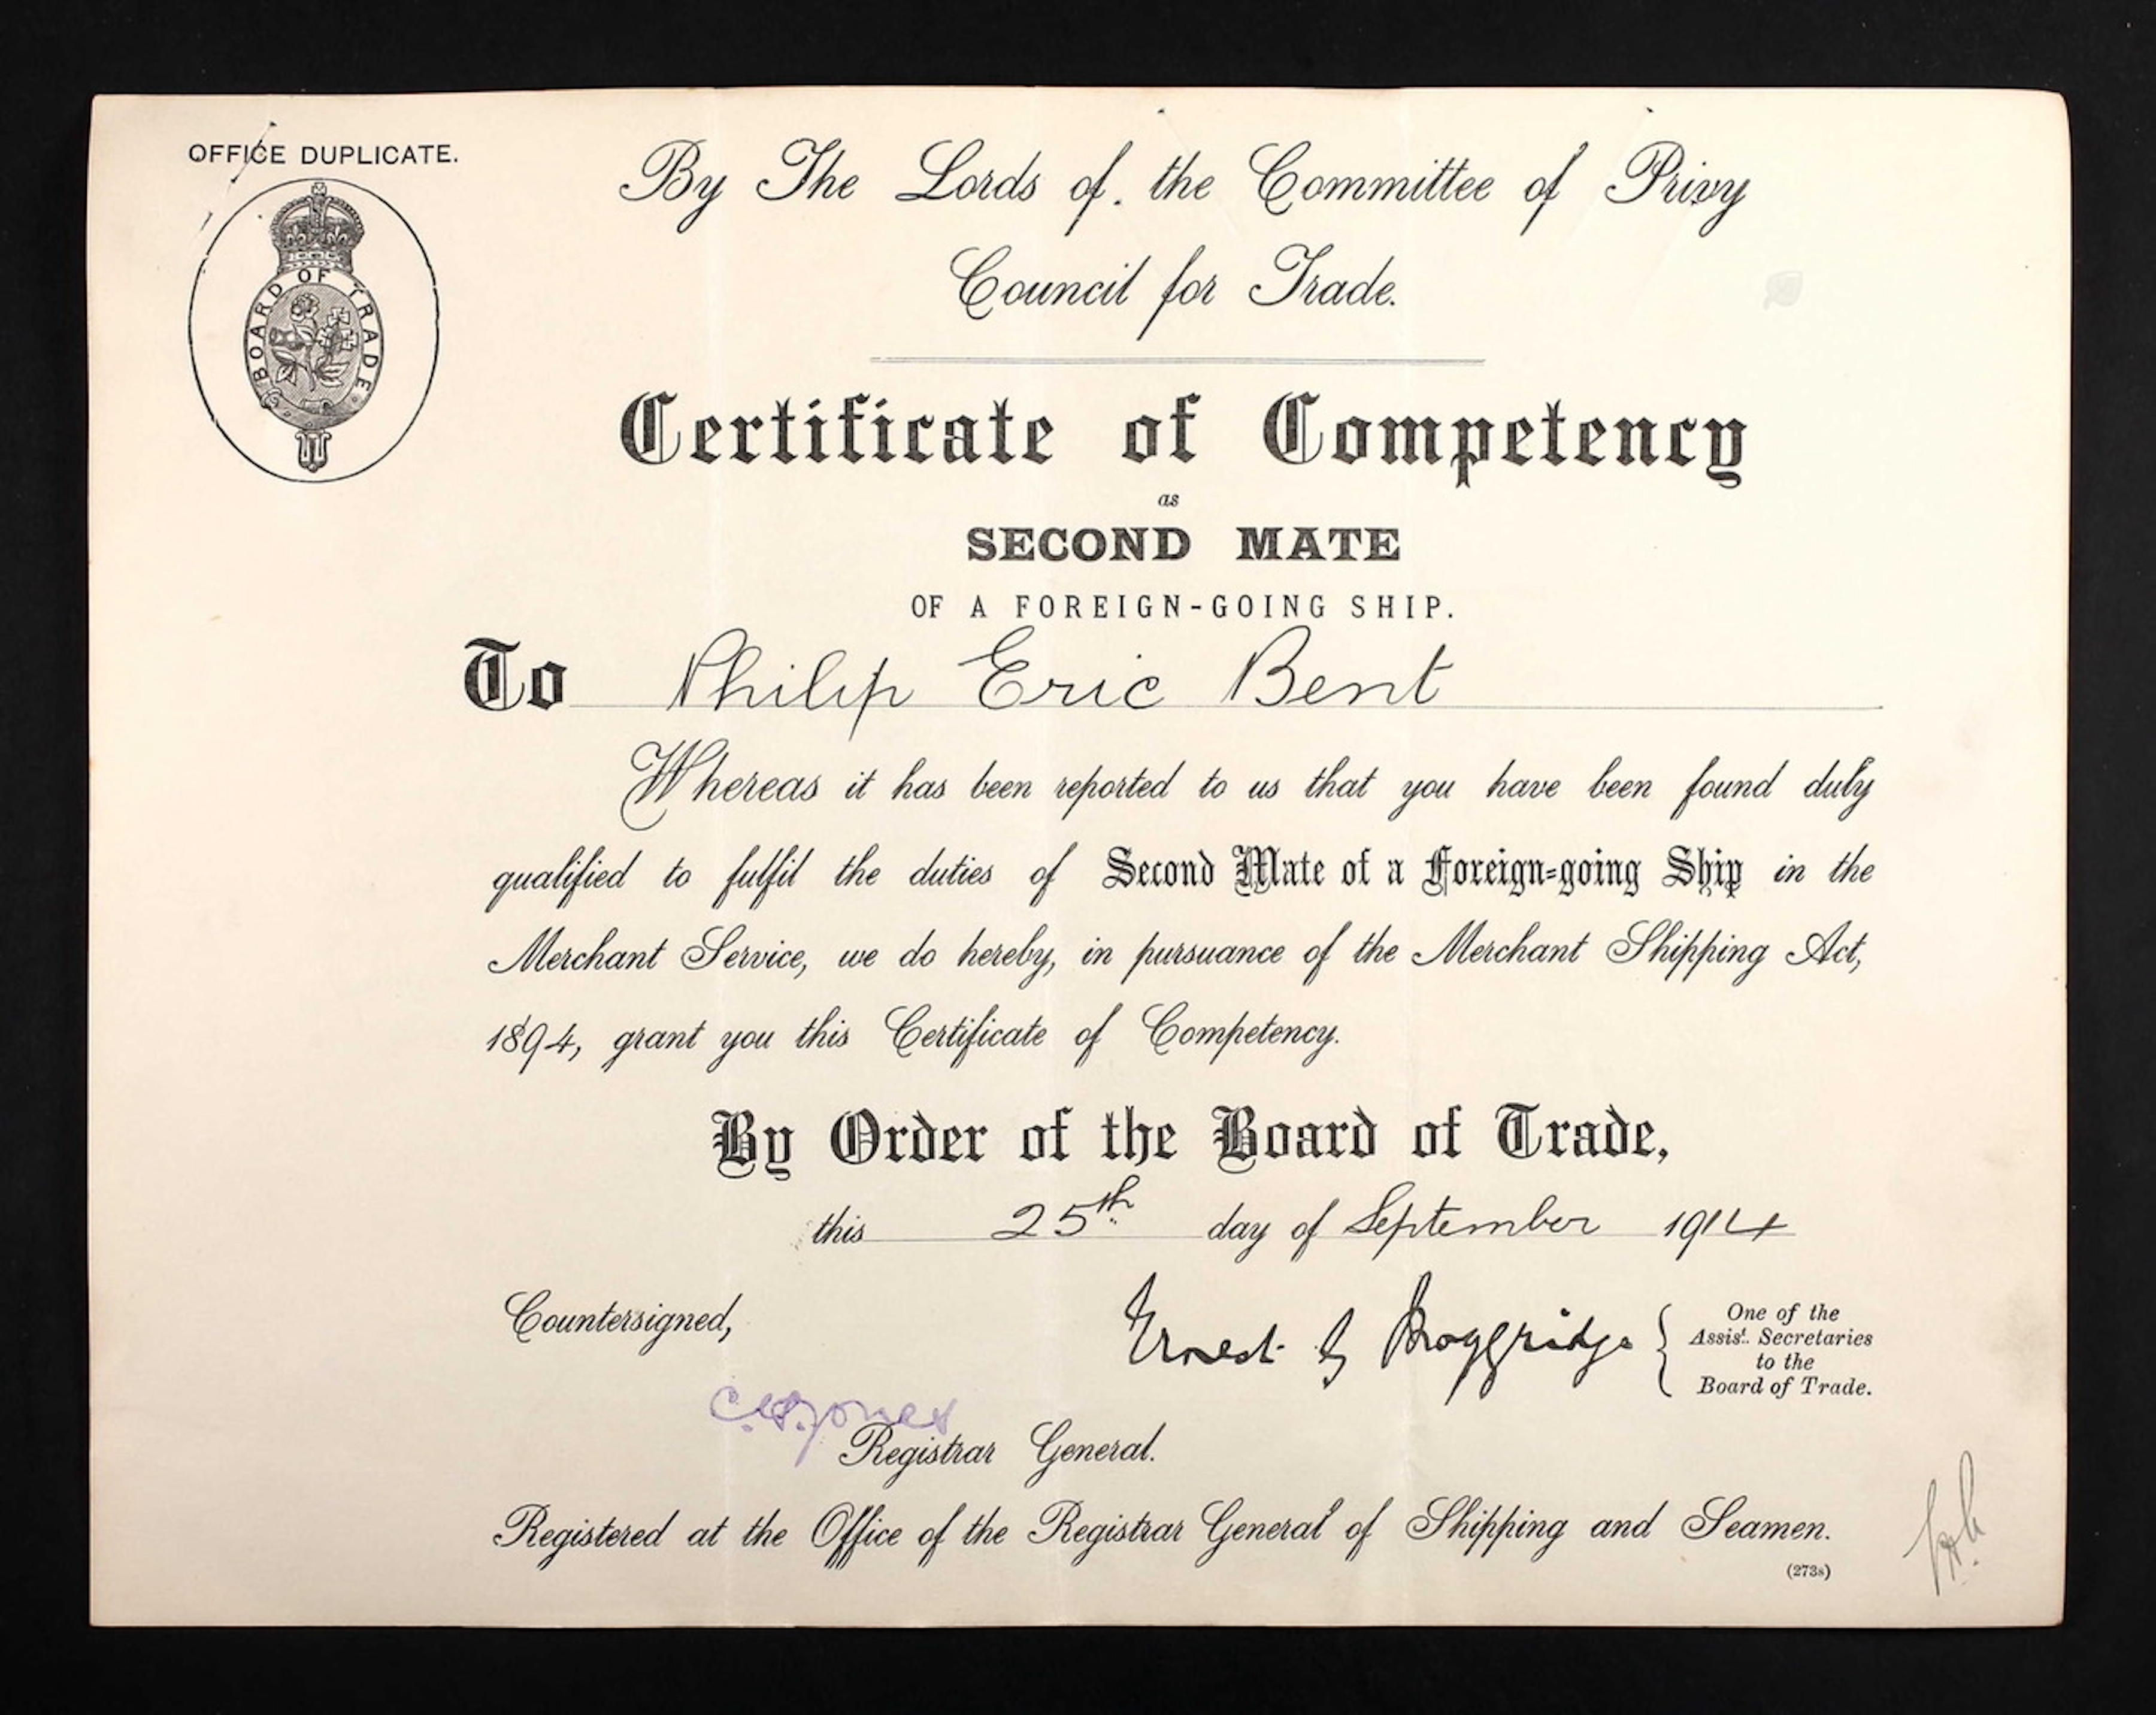 OFFICE DUPLICATE.
BOARD OF TRADE
By The Lords of the Committee of Privy
Council for Trade.
Certificate of Competency
as
SECOND MATE
OF A FOREIGN-GOING SHIP.
To Philip Eric Bent
Whereas it has been reported to us that you have been found duly
qualified to fulfil the duties of Second Mate of a Foreign-going Ship in the
Merchant Service, we do hereby, in pursuance of the Merchant Shipping Act,
1894, grant you this Certificate of Competency.
By Order of the Board of Trade,
this 25th day of September 1914
Countersigned,
Ernest G Moggridge
One of the
Assist. Secretaries
to the
Board of Trade.
Jones
Registrar General.
Registered at the Office of the Registrar General of Shipping and Seamen.
(273s)